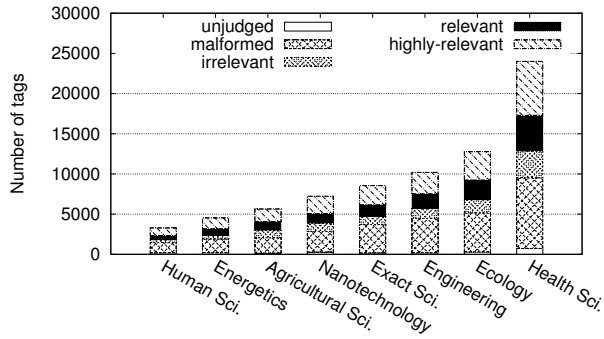 30000
25000
20000
15000
10000
5000
0
Number of tags
unjudged
malformed
irrelevant
relevant
highly-relevant
Human Sci.
Energetics
Agricultural Sci.
Nanotechnology
Exact Sci.
Engineering
Ecology
Health Sci.